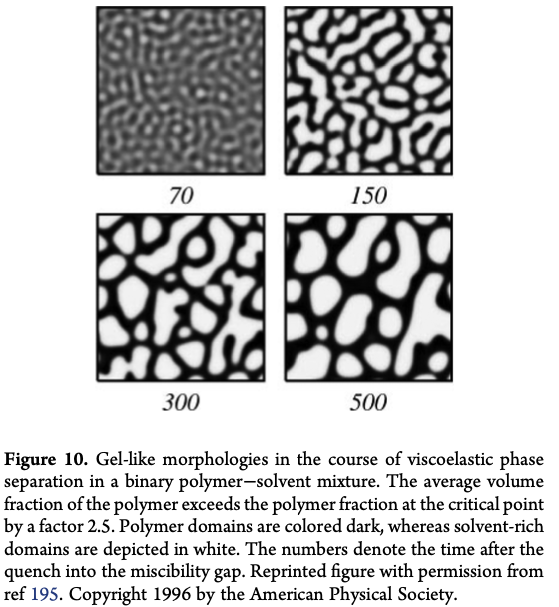 70
150
300
500
Figure 10. Gel-like morphologies in the course of viscoelastic phase
separation in a binary polymer−solvent mixture. The average volume
fraction of the polymer exceeds the polymer fraction at the critical point
by a factor 2.5. Polymer domains are colored dark, whereas solvent-rich
domains are depicted in white. The numbers denote the time after the
quench into the miscibility gap. Reprinted figure with permission from
ref 195. Copyright 1996 by the American Physical Society.